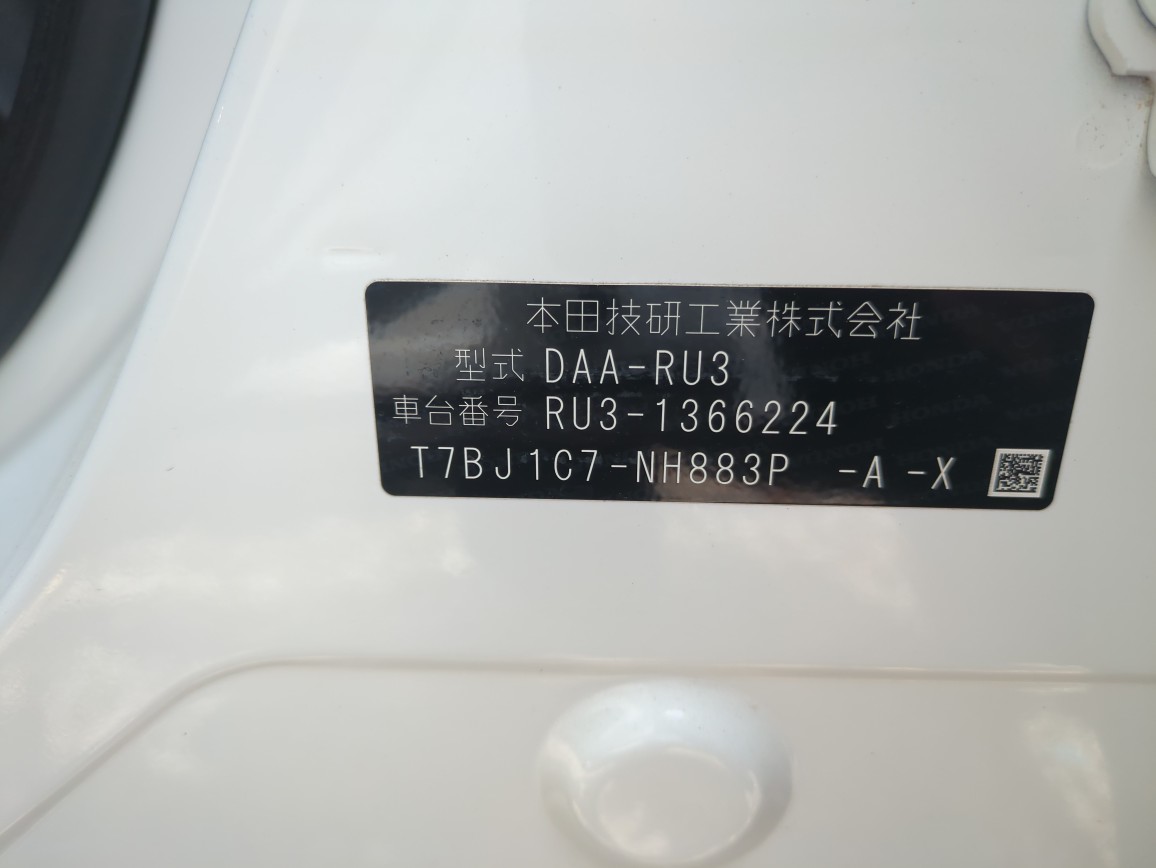 本田技研工業株式会社
型式 DAA-RU3
車台番号 RU3-1366224
T7BJ1C7-NH883P -A -X